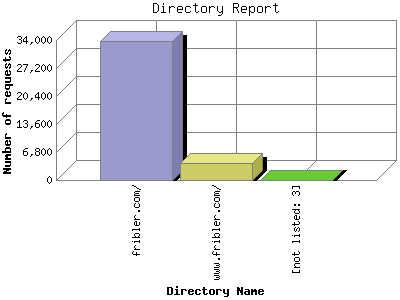 Directory Report
Number of requests
34,000
27,200
20,400
13,600
6,800
0
fribler.com/
www.fribler.com/
[not listed: 3]
Directory Name